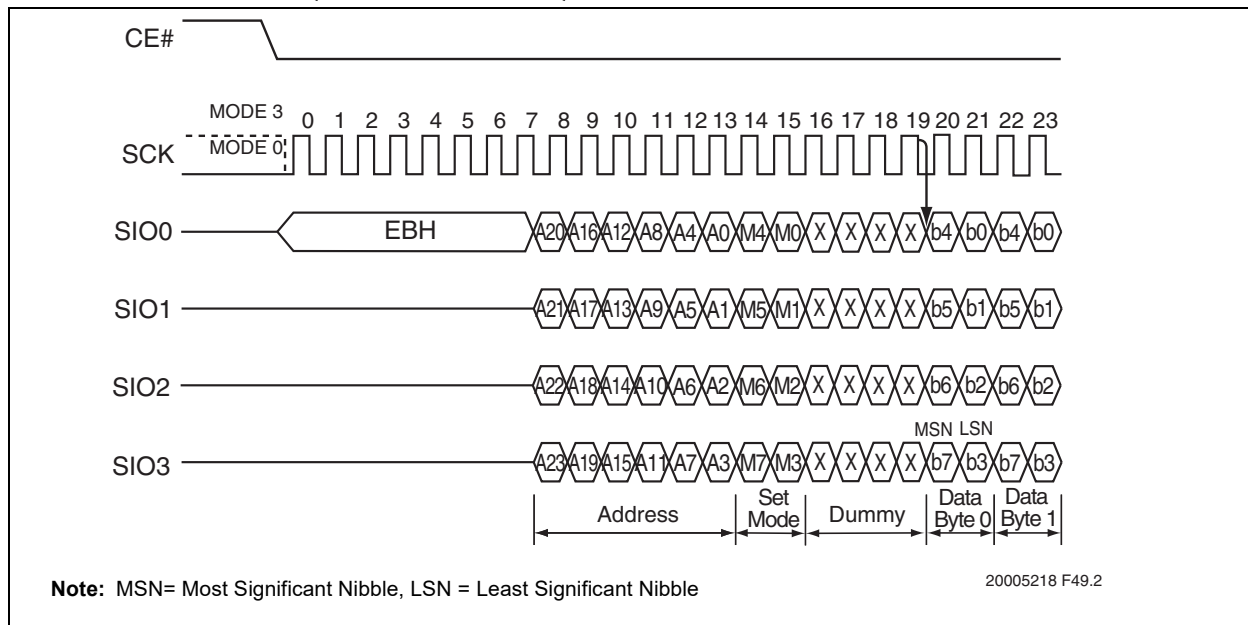 CE#
MODE 3
0 1 2 3 4 5 6 7 8 9 10 11 12 13 14 15 16 17 18 19 20 21 22 23
SCK
MODE 0
SIO0
EBH
A20 A16 A12 A8 A4 A0 M4 M0 X X X X b4 b0 b4 b0
SIO1
A21 A17 A13 A9 A5 A1 M5 M1 X X X X b5 b1 b5 b1
SIO2
A22 A18 A14 A10 A6 A2 M6 M2 X X X X b6 b2 b6 b2
MSN LSN
SIO3
A23 A19 A15 A11 A7 A3 M7 M3 X X X X b7 b3 b7 b3
Address
Set
Mode
Dummy
Data
Byte 0
Data
Byte 1
Note: MSN= Most Significant Nibble, LSN = Least Significant Nibble
20005218 F49.2